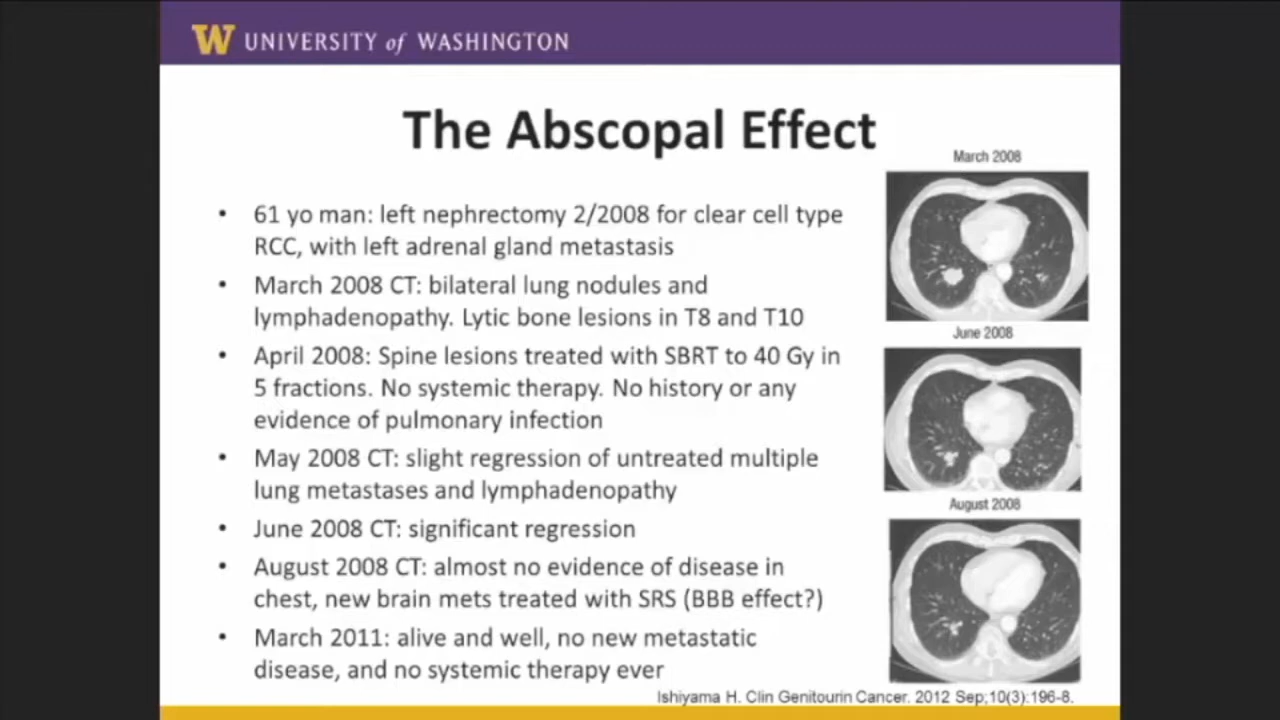 W UNIVERSITY of WASHINGTON
The Abscopal Effect
• 61 yo man: left nephrectomy 2/2008 for clear cell type
RCC, with left adrenal gland metastasis
• March 2008 CT: bilateral lung nodules and
lymphadenopathy. Lytic bone lesions in T8 and T10
• April 2008: Spine lesions treated with SBRT to 40 Gy in
5 fractions. No systemic therapy. No history or any
evidence of pulmonary infection
• May 2008 CT: slight regression of untreated multiple
lung metastases and lymphadenopathy
• June 2008 CT: significant regression
• August 2008 CT: almost no evidence of disease in
chest, new brain mets treated with SRS (BBB effect?)
• March 2011: alive and well, no new metastatic
disease, and no systemic therapy ever
March 2008
June 2008
August 2008
Ishiyama H. Clin Genitourin Cancer. 2012 Sep;10(3):196-8.